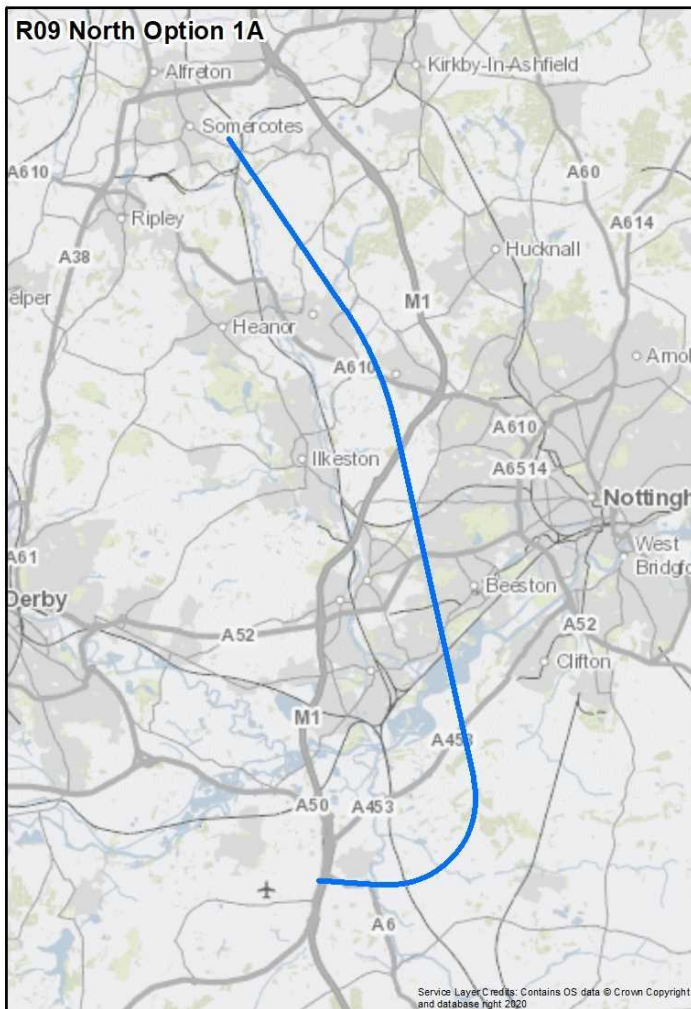 R09 North Option 1A
Alfreton
Kirkby-In-Ashfield
Somercotes
A610
A60
Ripley
A614
A38
Hucknall
elper
M1
Heanor
A610
Arno
A610
Ilkeston
A6514
Nottingh
A61
West
Bridgfo
Derby
Beeston
A52
A52
Clifton
M1
A453
A50
A453
A6
Service Layer Credits: Contains OS data © Crown Copyright
and database right 2020